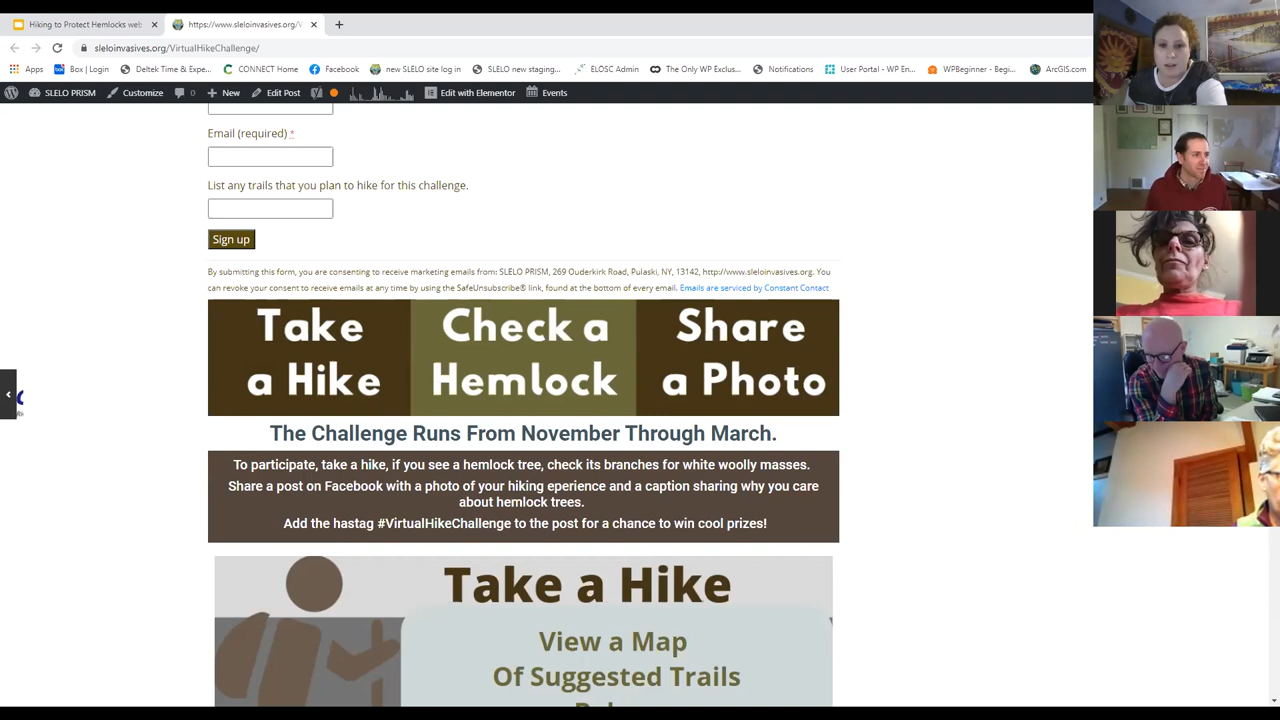 Hiking to Protect Hemlocks web
https://www.sleloinvasives.org/V
sleloinvasives.org/VirtualHikeChallenge/
Apps
Box | Login
Deltek Time & Expe...
CONNECT Home
Facebook
new SLELO site log in
SLELO new staging...
ELOSC Admin
The Only WP Exclus...
Notifications
User Portal - WP En...
WPBeginner - Begi...
ArcGIS.com
SLELO PRISM
Customize
0
New
Edit Post
Edit with Elementor
Events
Email (required) *
List any trails that you plan to hike for this challenge.
Sign up
By submitting this form, you are consenting to receive marketing emails from: SLELO PRISM, 269 Ouderkirk Road, Pulaski, NY, 13142, http://www.sleloinvasives.org. You
can revoke your consent to receive emails at any time by using the SafeUnsubscribe® link, found at the bottom of every email. Emails are serviced by Constant Contact
Take
a Hike
Check a
Hemlock
Share
a Photo
The Challenge Runs From November Through March.
To participate, take a hike, if you see a hemlock tree, check its branches for white woolly masses.
Share a post on Facebook with a photo of your hiking eperience and a caption sharing why you care
about hemlock trees.
Add the hastag #VirtualHikeChallenge to the post for a chance to win cool prizes!
Take a Hike
View a Map
Of Suggested Trails